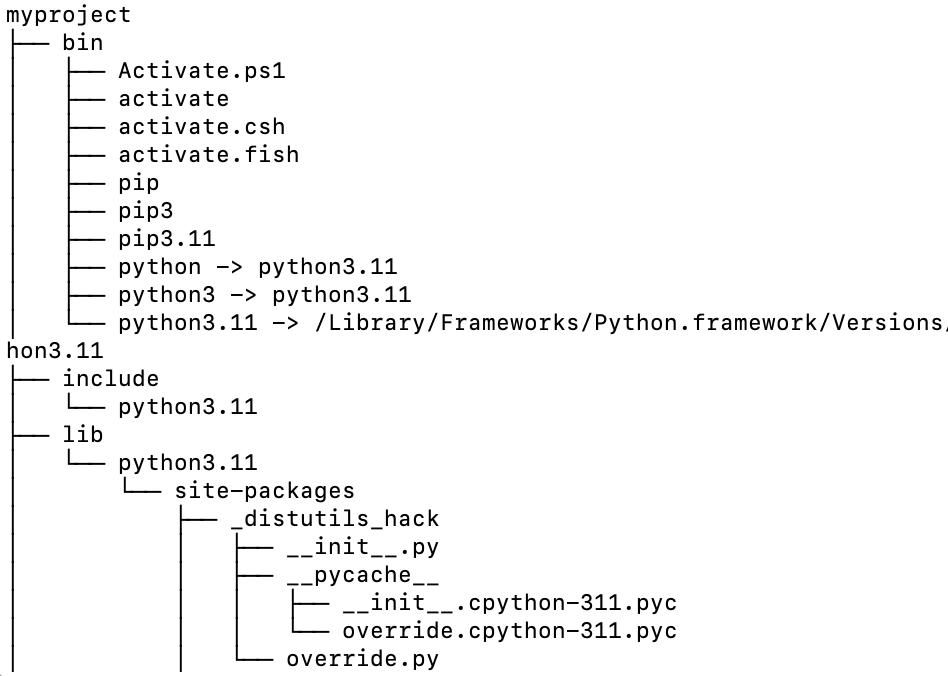 myproject
├── bin
│   ├── Activate.ps1
│   ├── activate
│   ├── activate.csh
│   ├── activate.fish
│   ├── pip
│   ├── pip3
│   ├── pip3.11
│   ├── python -> python3.11
│   ├── python3 -> python3.11
│   └── python3.11 -> /Library/Frameworks/Python.framework/Versions/
hon3.11
├── include
│   └── python3.11
├── lib
│   └── python3.11
│       └── site-packages
│           ├── _distutils_hack
│           │   ├── __init__.py
│           │   ├── __pycache__
│           │   │   ├── __init__.cpython-311.pyc
│           │   │   └── override.cpython-311.pyc
│           │   └── override.py